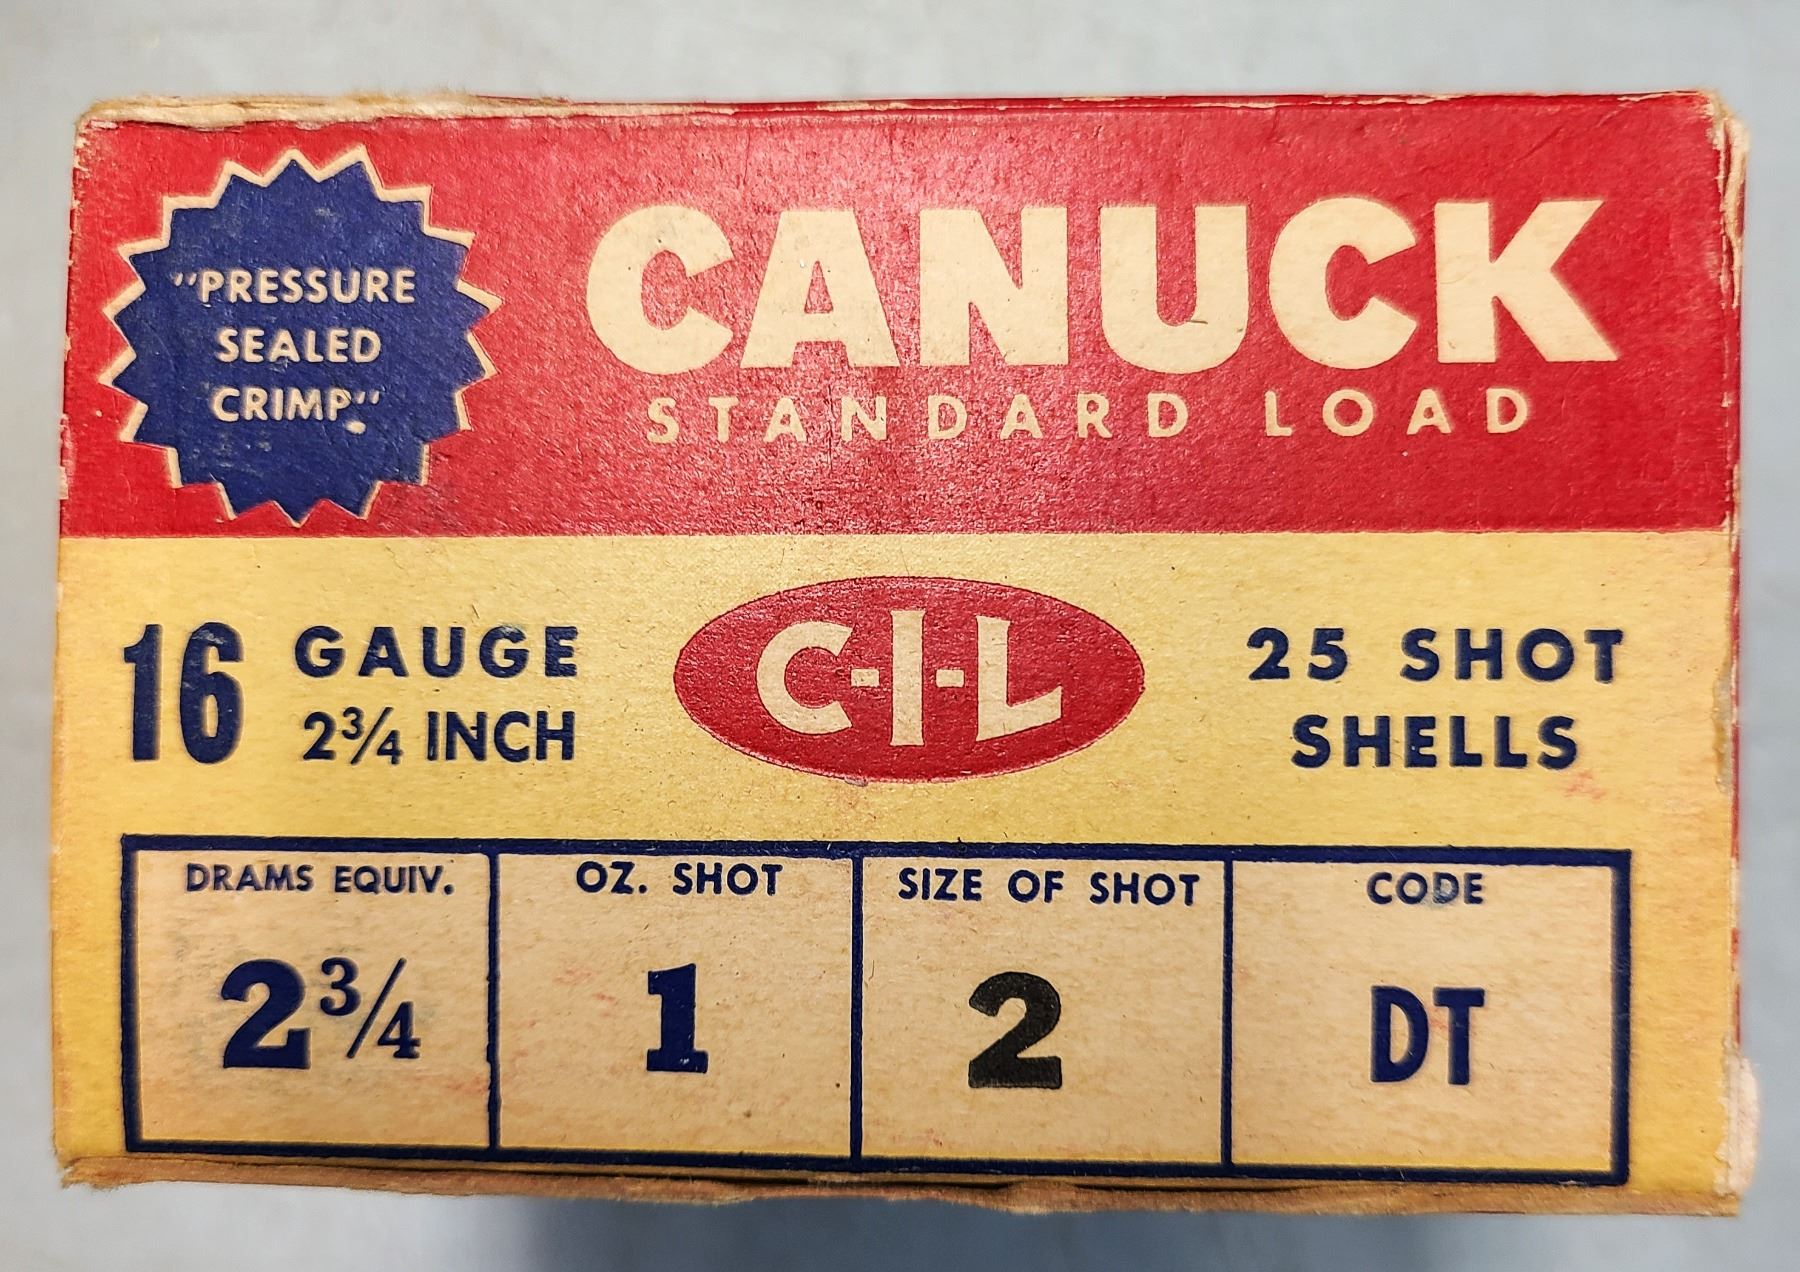 "PRESSURE
SEALED
CRIMP."
CANUCK
STANDARD LOAD
16 GAUGE
2¾ INCH
C-I-L
25 SHOT
SHELLS
DRAMS EQUIV.
2¾
OZ. SHOT
1
SIZE OF SHOT
2
CODE
DT